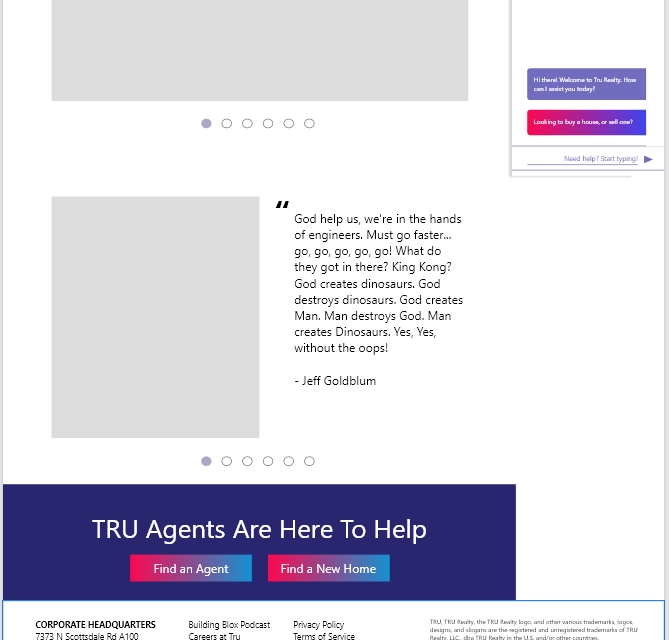 Hi there! Welcome to Tru Realty. How
can I assist you today?
Looking to buy a house, or sell one?
Need help? Start typing!
“
God help us, we're in the hands
of engineers. Must go faster...
go, go, go, go, go! What do
they got in there? King Kong?
God creates dinosaurs. God
destroys dinosaurs. God creates
Man. Man destroys God. Man
creates Dinosaurs. Yes, Yes,
without the oops!
- Jeff Goldblum
TRU Agents Are Here To Help
Find an Agent
Find a New Home
CORPORATE HEADQUARTERS
7373 N Scottsdale Rd A100
Building Blox Podcast
Careers at Tru
Privacy Policy
Terms of Service
TRU, TRU Realty, the TRU Realty logo, and other various trademarks, logos,
designs, and slogans are the registered and unregistered trademarks of TRU
Realty, LLC., dba TRU Realty in the U.S. and/or other countries.